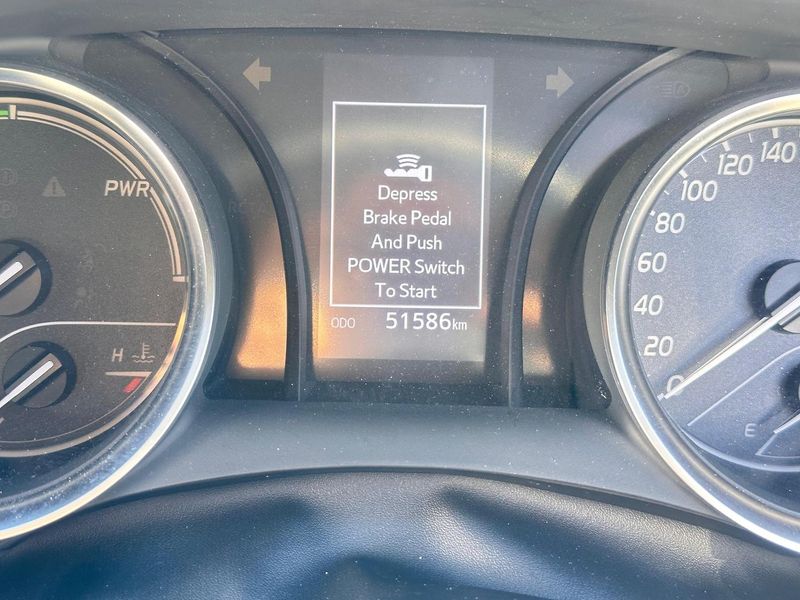 PWR
H
Depress
Brake Pedal
And Push
POWER Switch
To Start
ODO 51586km
140
120
100
80
60
40
20
0
E